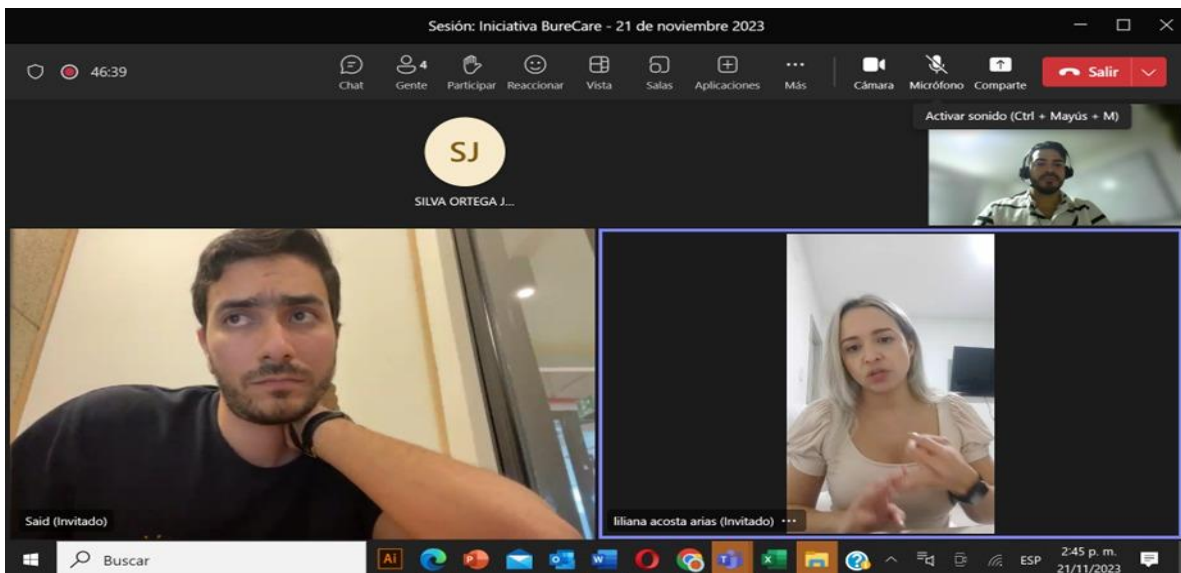 Sesión: Iniciativa BureCare - 21 de noviembre 2023
46:39
4
Chat Gente Participar Reaccionar Vista Salas Aplicaciones Más Cámara Micrófono Comparte Salir
Activar sonido (Ctrl + Mayús + M)
SJ
SILVA ORTEGA J...
Said (Invitado)
liliana acosta arias (Invitado) ...
Buscar
Ai
ESP
2:45 p. m.
21/11/2023